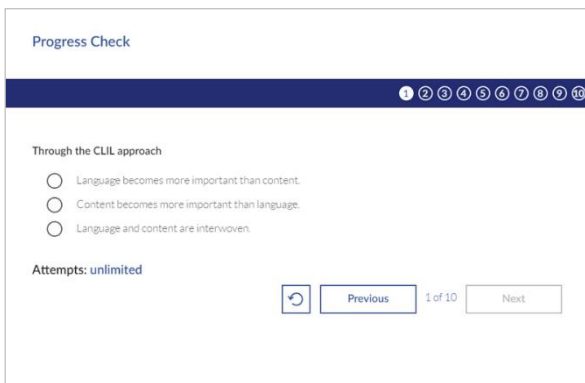 Progress Check
1 2 3 4 5 6 7 8 9 10
Through the CLIL approach
Language becomes more important than content.
Content becomes more important than language.
Language and content are interwoven.
Attempts: unlimited
Previous 1 of 10 Next